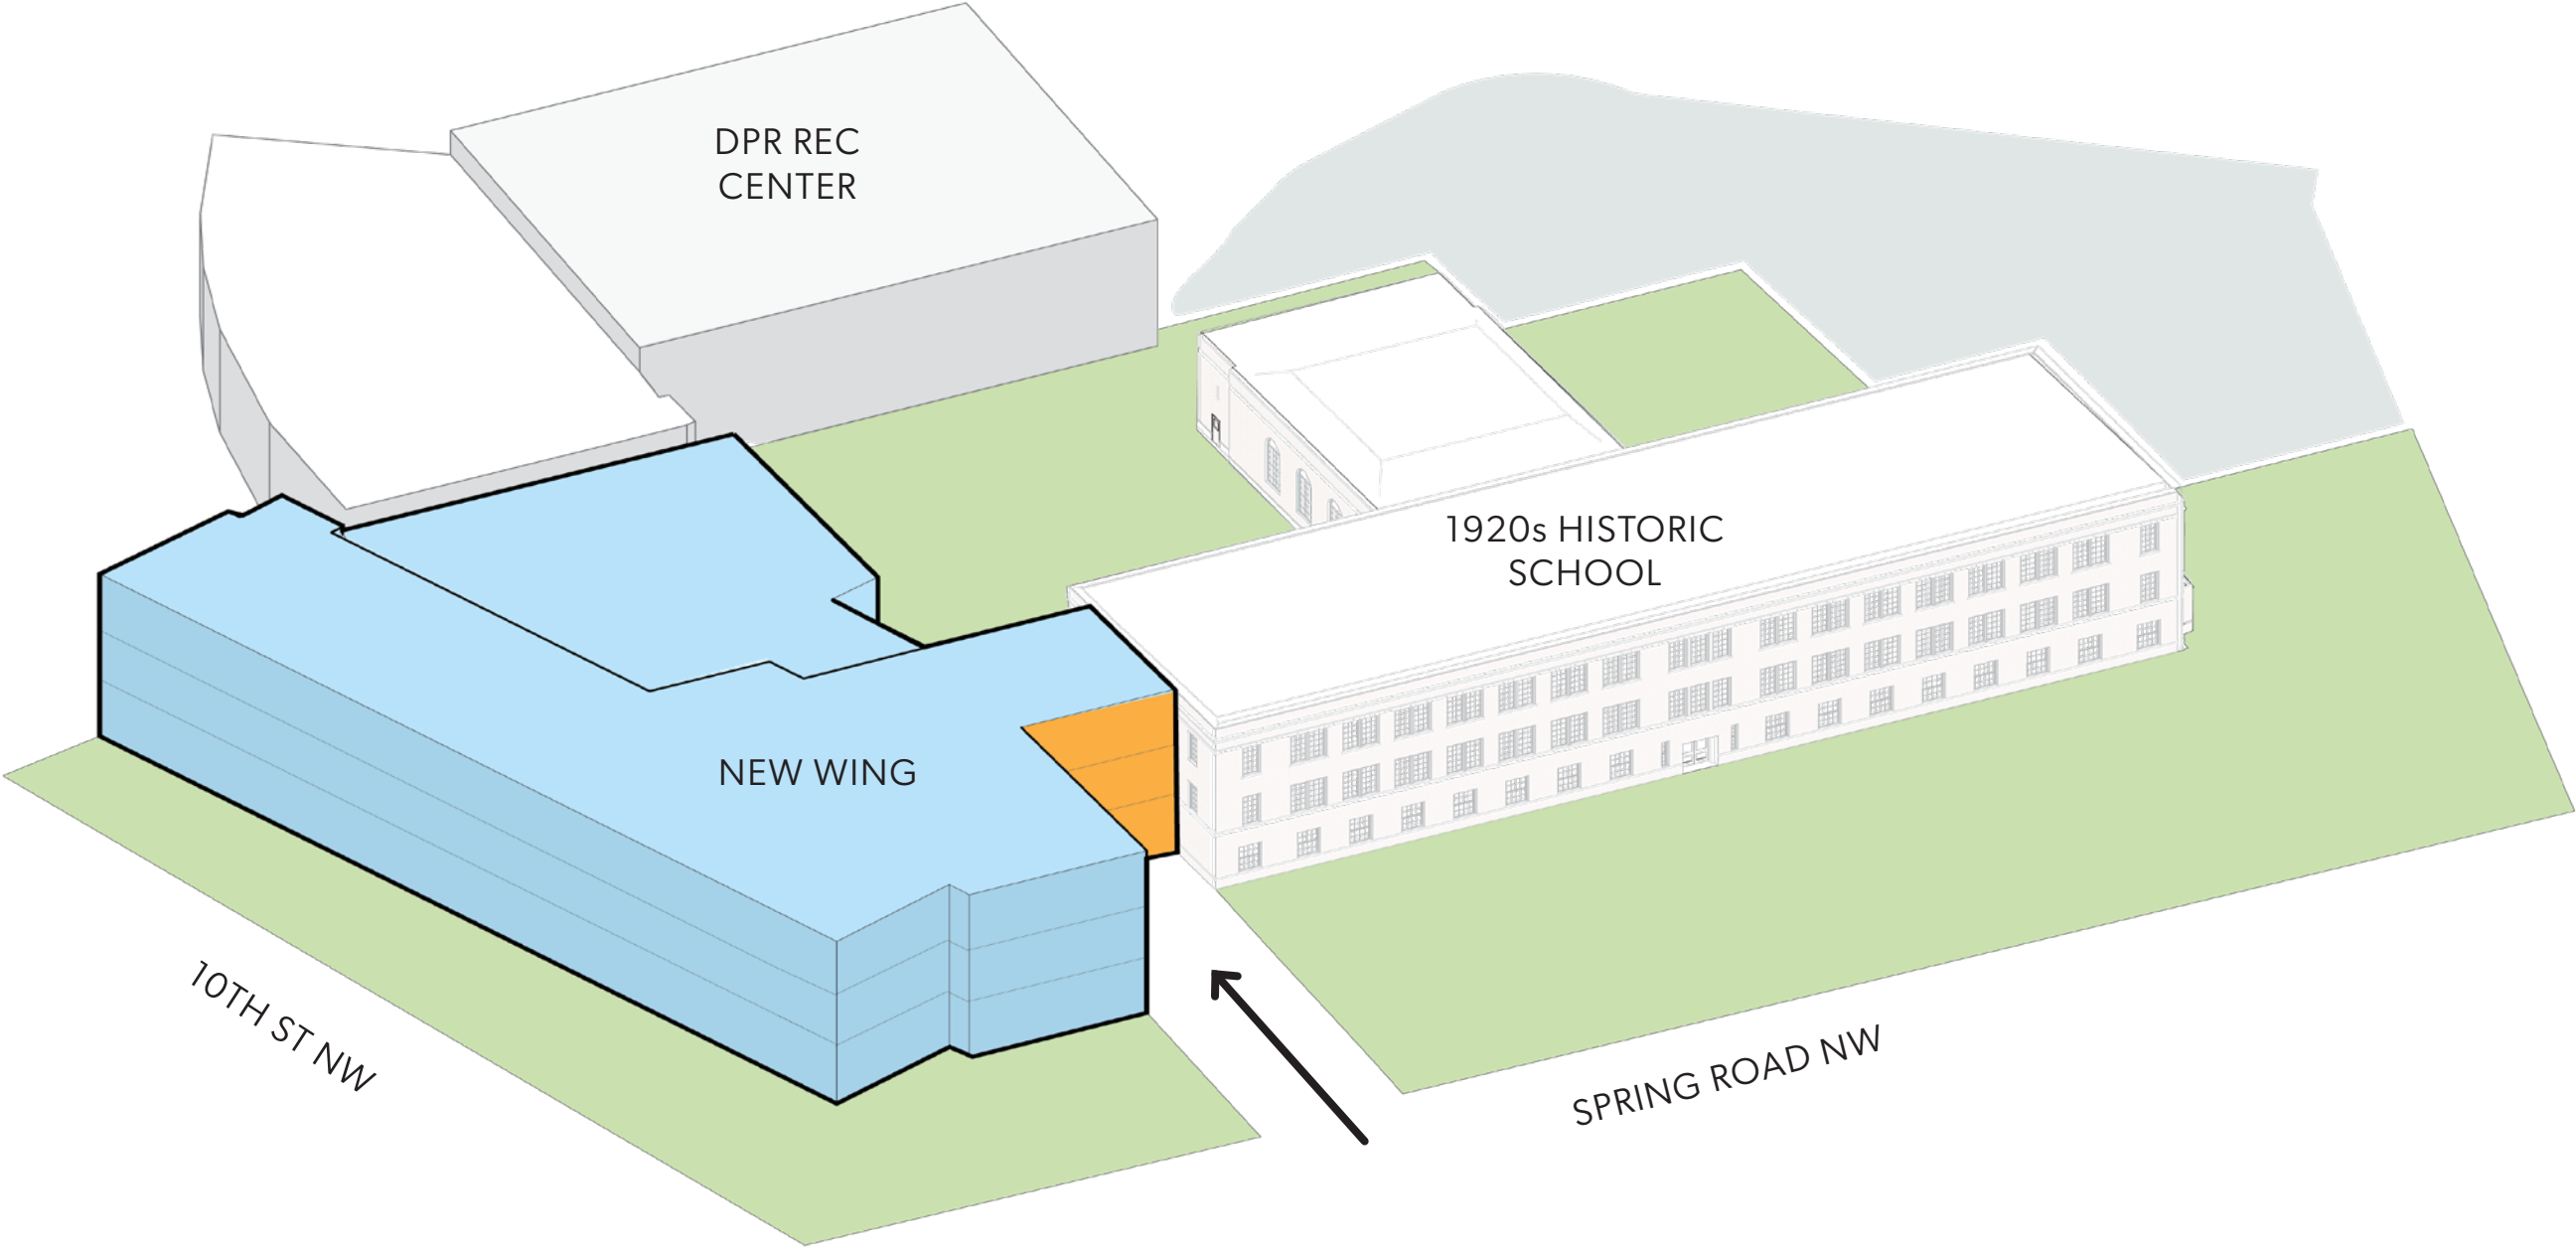 DPR REC
CENTER
1920s HISTORIC
SCHOOL
NEW WING
10TH ST NW
SPRING ROAD NW